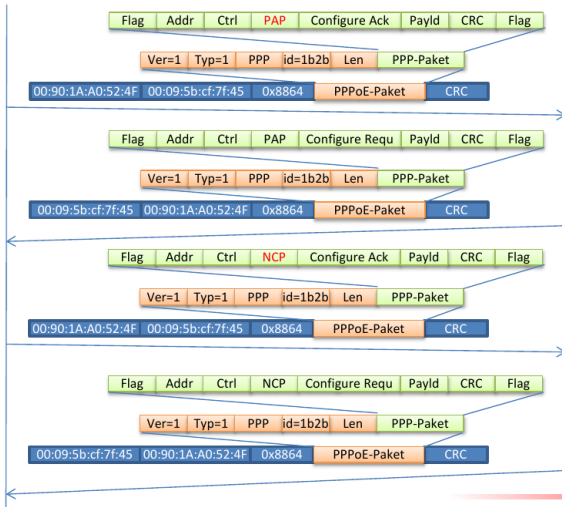 Flag Addr Ctrl PAP Configure Ack Payld CRC Flag
Ver=1 Typ=1 PPP id=1b2b Len PPP-Paket
00:90:1A:A0:52:4F 00:09:5b:cf:7f:45 0x8864 PPPoE-Paket CRC
Flag Addr Ctrl PAP Configure Requ Payld CRC Flag
Ver=1 Typ=1 PPP id=1b2b Len PPP-Paket
00:09:5b:cf:7f:45 00:90:1A:A0:52:4F 0x8864 PPPoE-Paket CRC
Flag Addr Ctrl NCP Configure Ack Payld CRC Flag
Ver=1 Typ=1 PPP id=1b2b Len PPP-Paket
00:90:1A:A0:52:4F 00:09:5b:cf:7f:45 0x8864 PPPoE-Paket CRC
Flag Addr Ctrl NCP Configure Requ Payld CRC Flag
Ver=1 Typ=1 PPP id=1b2b Len PPP-Paket
00:09:5b:cf:7f:45 00:90:1A:A0:52:4F 0x8864 PPPoE-Paket CRC